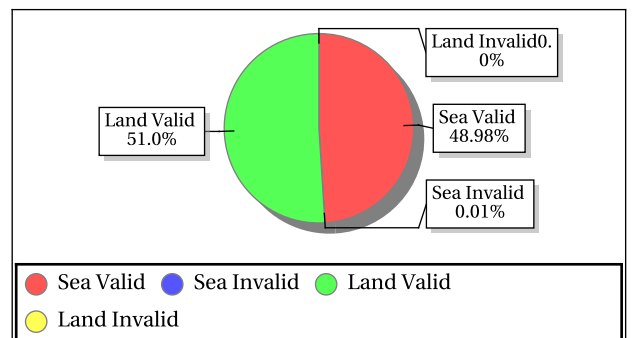 Land Invalid0.
0%
Land Valid
51.0%
Sea Valid
48.98%
Sea Invalid
0.01%
Sea Valid
Sea Invalid
Land Valid
Land Invalid